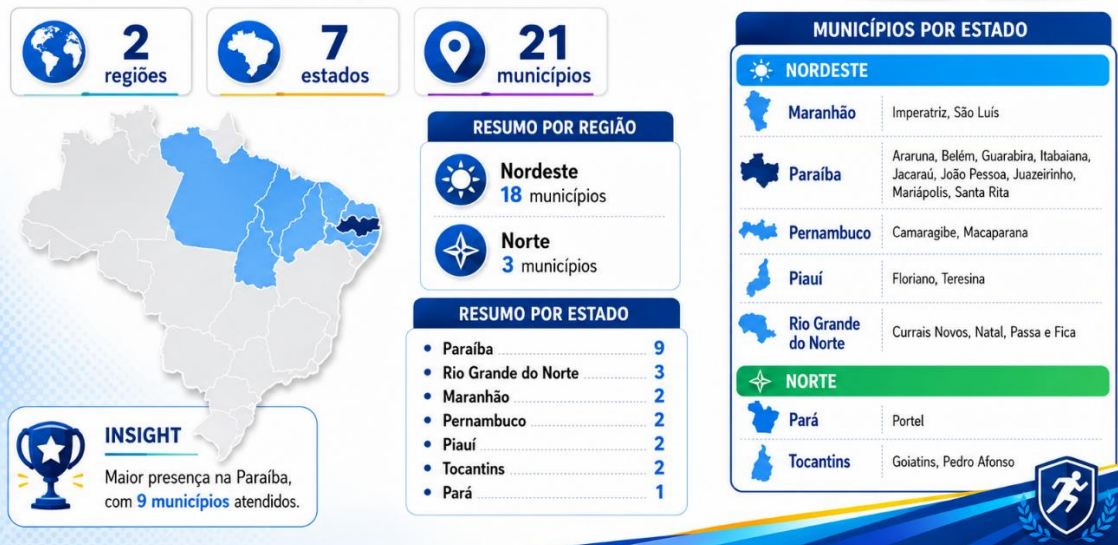 2
regiões
7
estados
21
municípios
RESUMO POR REGIÃO
Nordeste
18 municípios
Norte
3 municípios
RESUMO POR ESTADO
Paraíba 9
Rio Grande do Norte 3
Maranhão 2
Pernambuco 2
Piauí 2
Tocantins 2
Pará 1
INSIGHT
Maior presença na Paraíba,
com 9 municípios atendidos.
MUNICÍPIOS POR ESTADO
NORDESTE
Maranhão
Imperatriz, São Luís
Paraíba
Araruna, Belém, Guarabira, Itabaiana,
Jacaraú, João Pessoa, Juazeirinho,
Mariápolis, Santa Rita
Pernambuco
Camaragibe, Macaparana
Piauí
Floriano, Teresina
Rio Grande
do Norte
Currais Novos, Natal, Passa e Fica
NORTE
Pará
Portel
Tocantins
Goiatins, Pedro Afonso